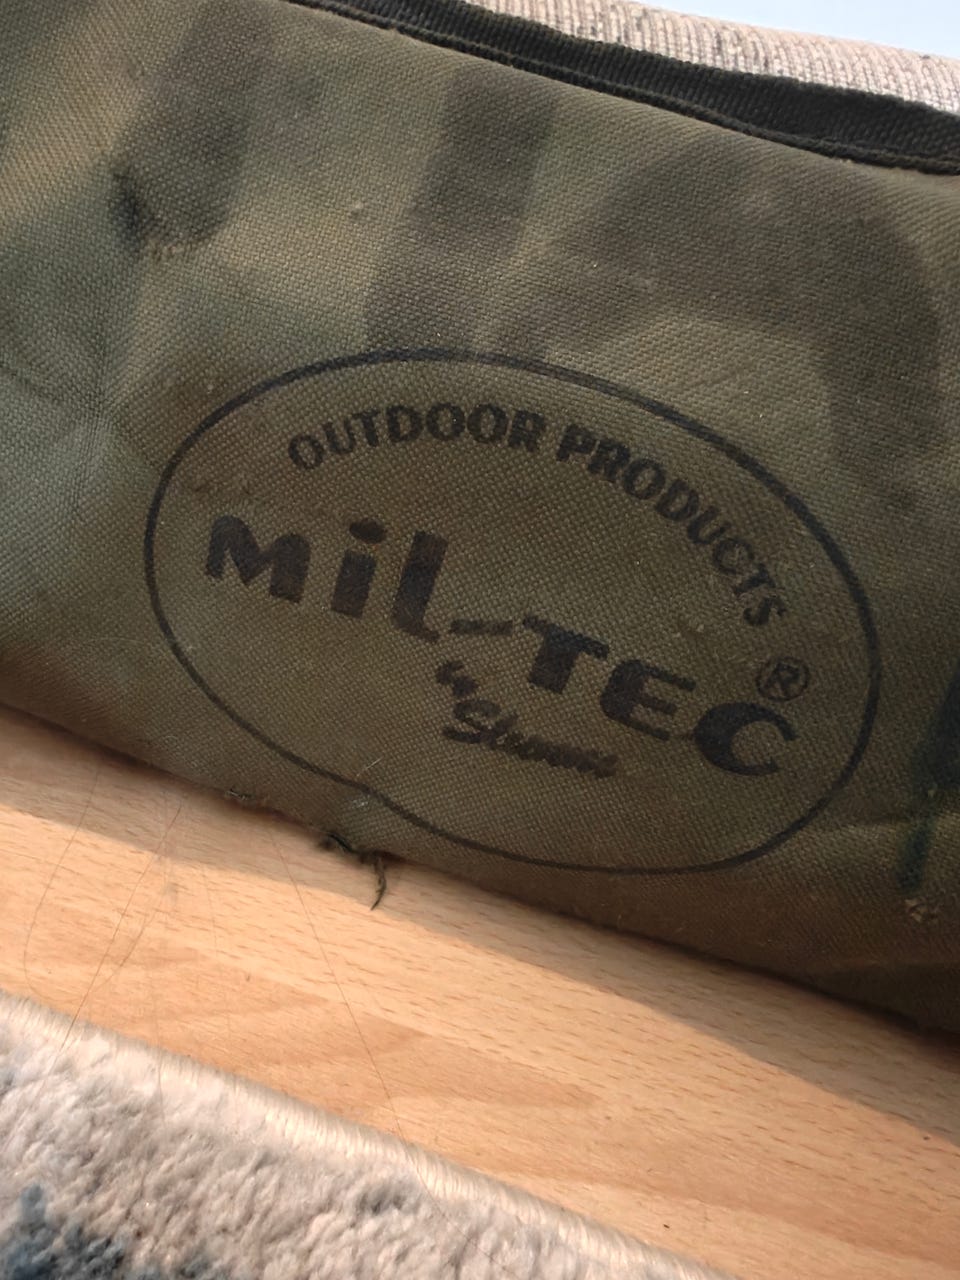 OUTDOOR PRODUCTS
MiL-TEC ®
by
Sturm